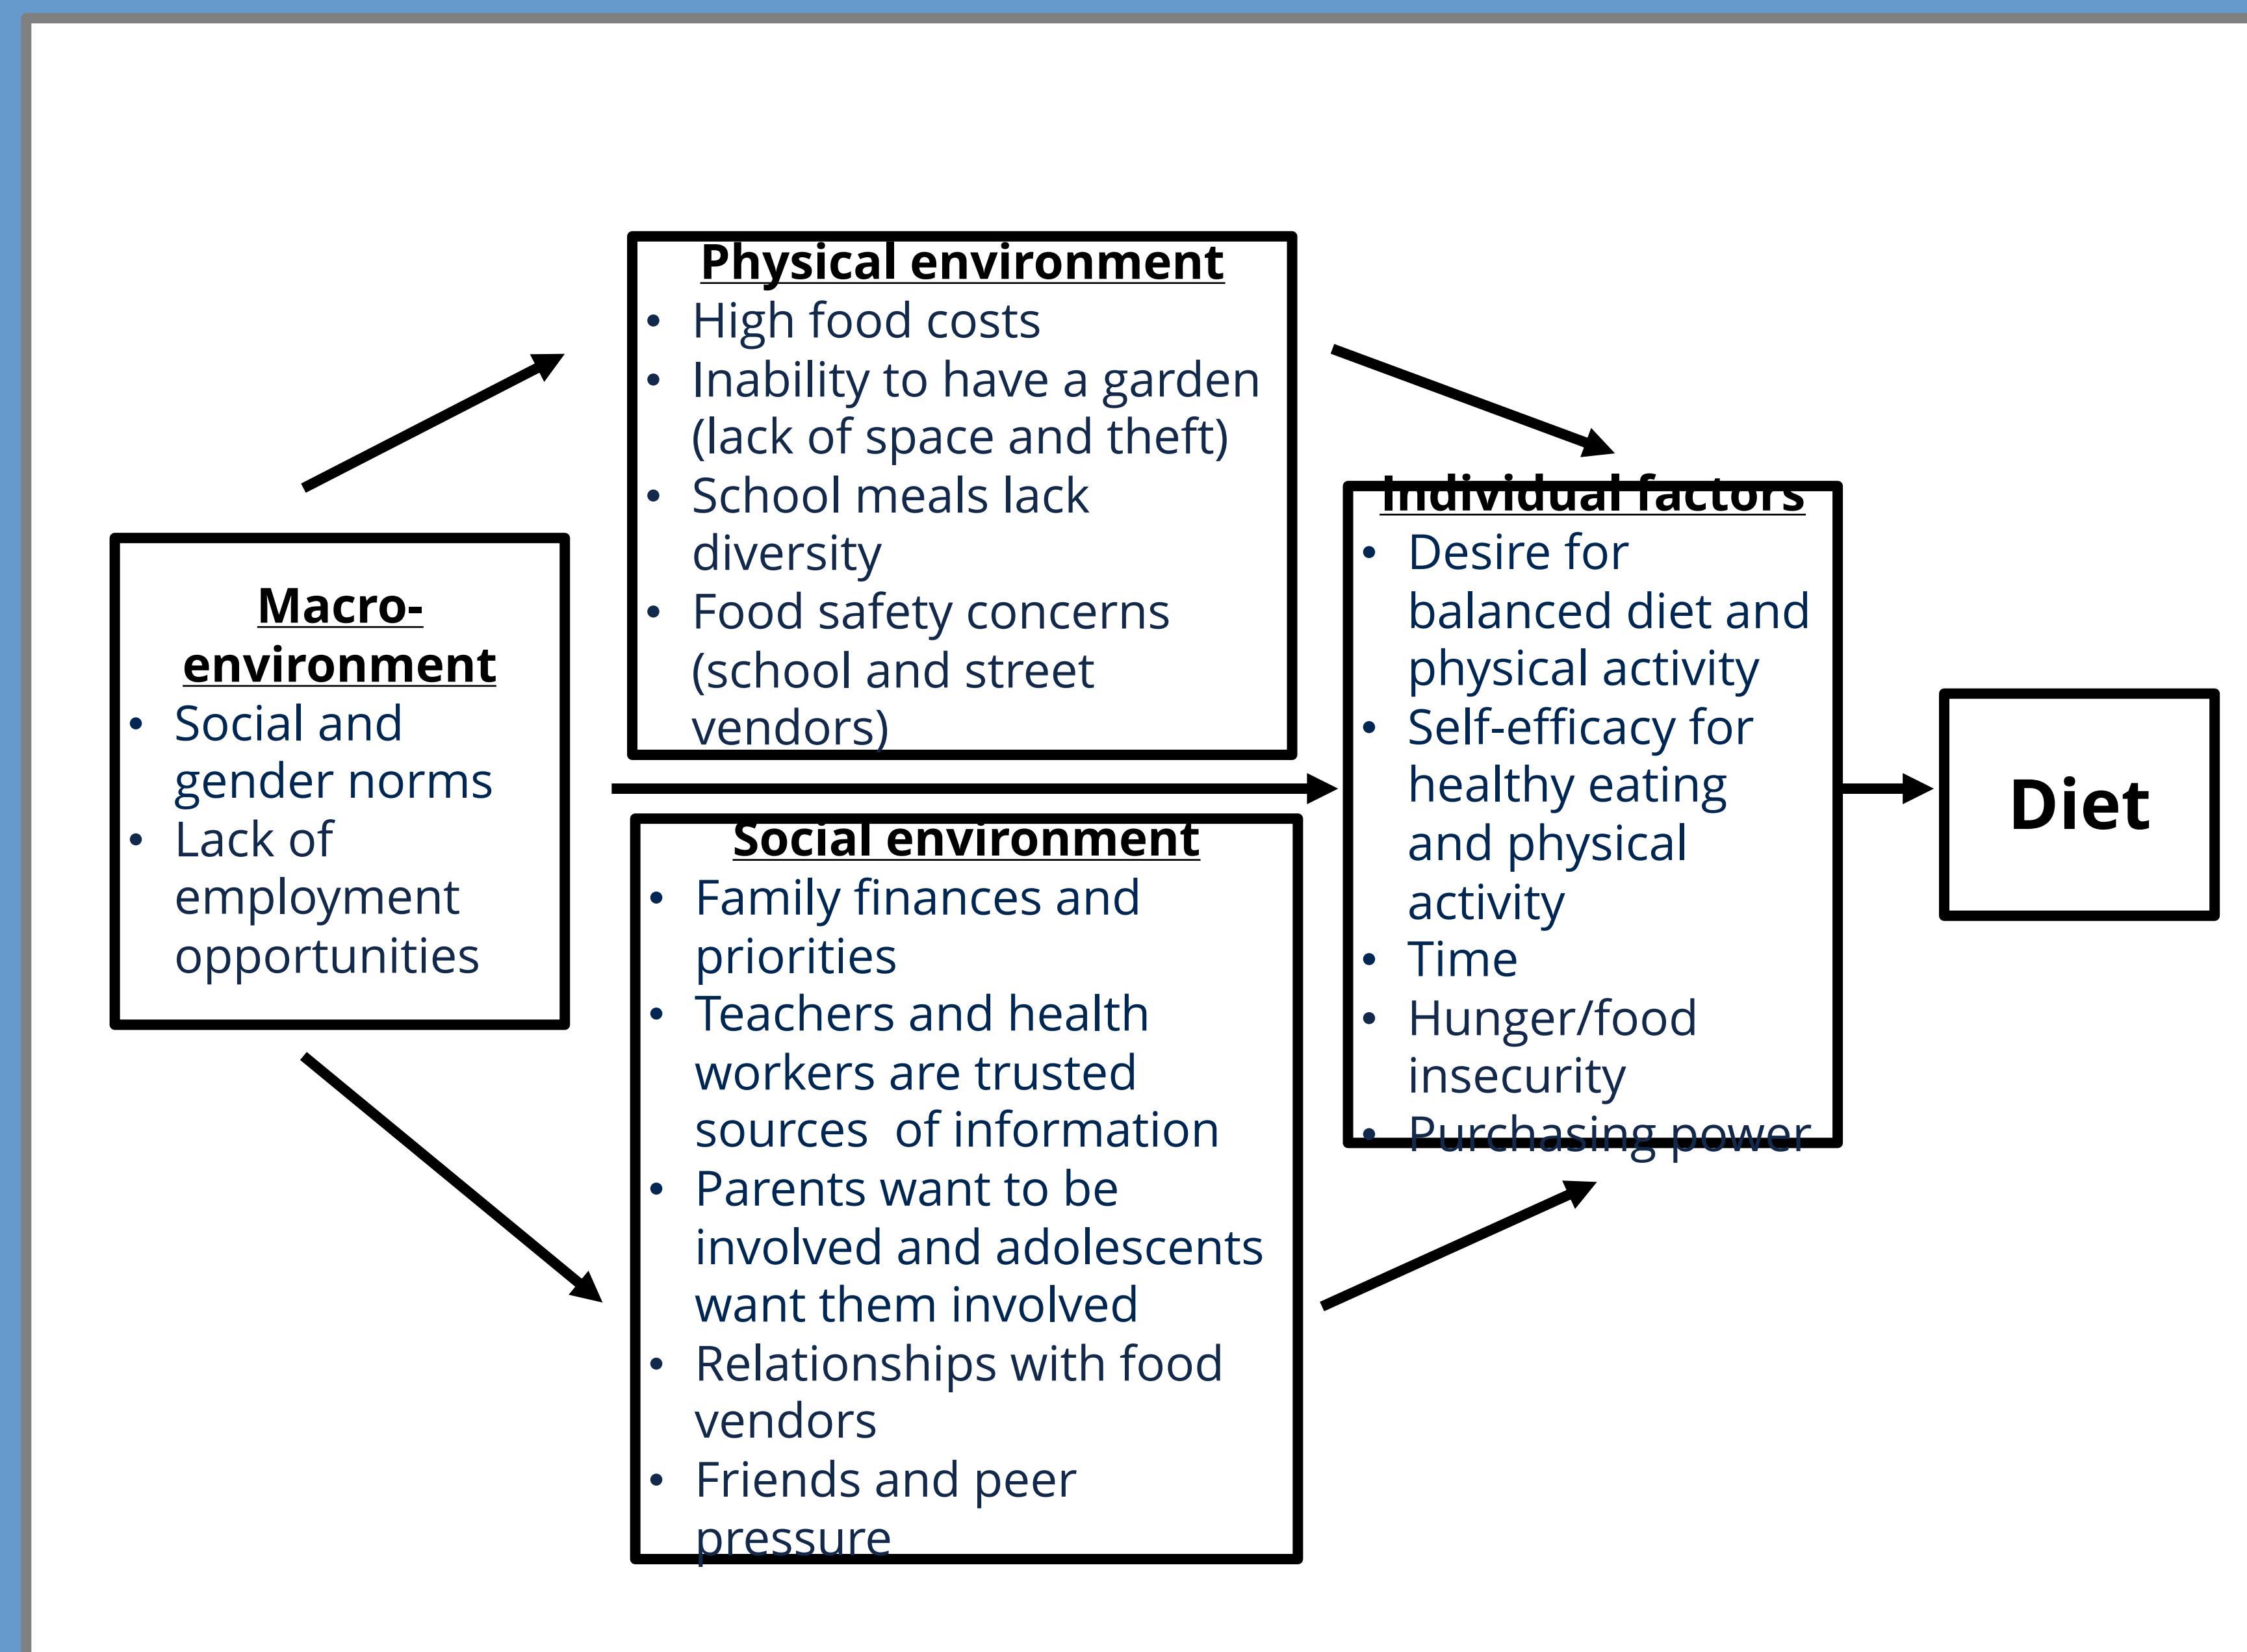 Physical environment
• High food costs
• Inability to have a garden
(lack of space and theft)
• School meals lack
diversity
• Food safety concerns
(school and street
vendors)
Macro-
environment
• Social and
gender norms
• Lack of
employment
opportunities
Social environment
• Family finances and
priorities
• Teachers and health
workers are trusted
sources  of information
• Parents want to be
involved and adolescents
want them involved
• Relationships with food
vendors
• Friends and peer
pressure
Individual factors
• Desire for
balanced diet and
physical activity
• Self-efficacy for
healthy eating
and physical
activity
• Time
• Hunger/food
insecurity
• Purchasing power
Diet